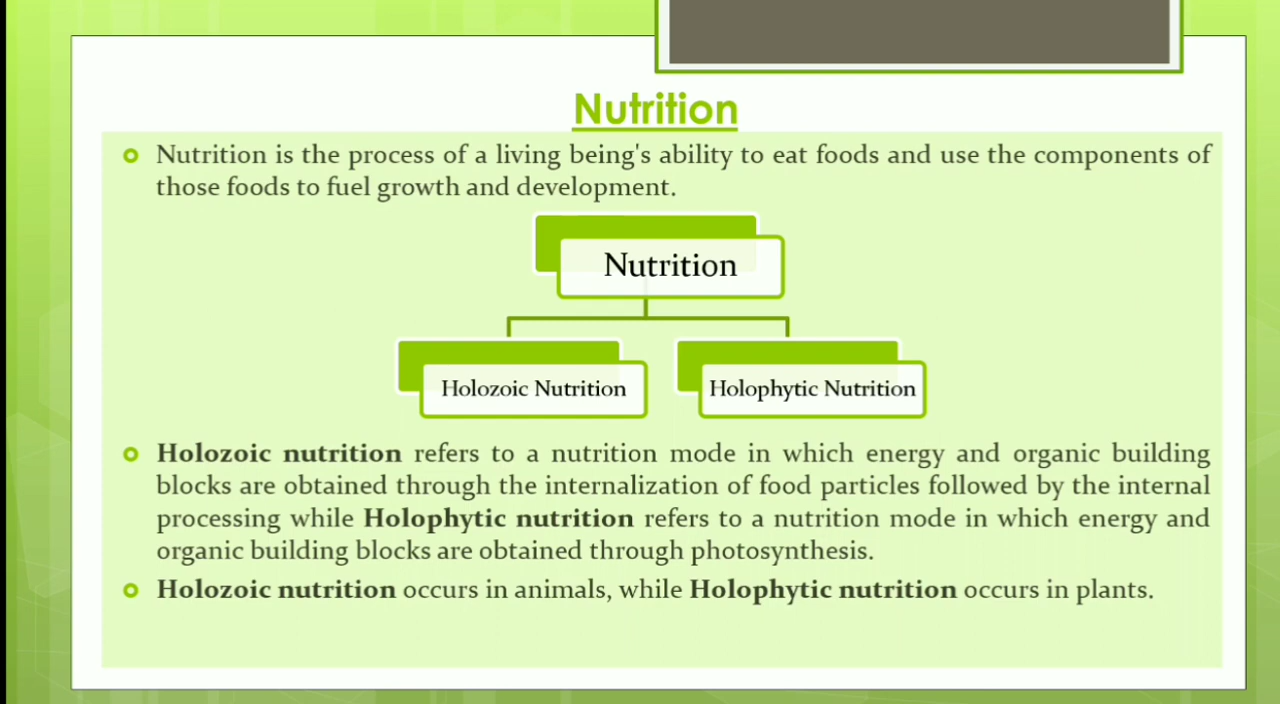 Nutrition
Nutrition is the process of a living being's ability to eat foods and use the components of
those foods to fuel growth and development.
Nutrition
Holozoic Nutrition
Holophytic Nutrition
Holozoic nutrition refers to a nutrition mode in which energy and organic building
blocks are obtained through the internalization of food particles followed by the internal
processing while Holophytic nutrition refers to a nutrition mode in which energy and
organic building blocks are obtained through photosynthesis.
Holozoic nutrition occurs in animals, while Holophytic nutrition occurs in plants.